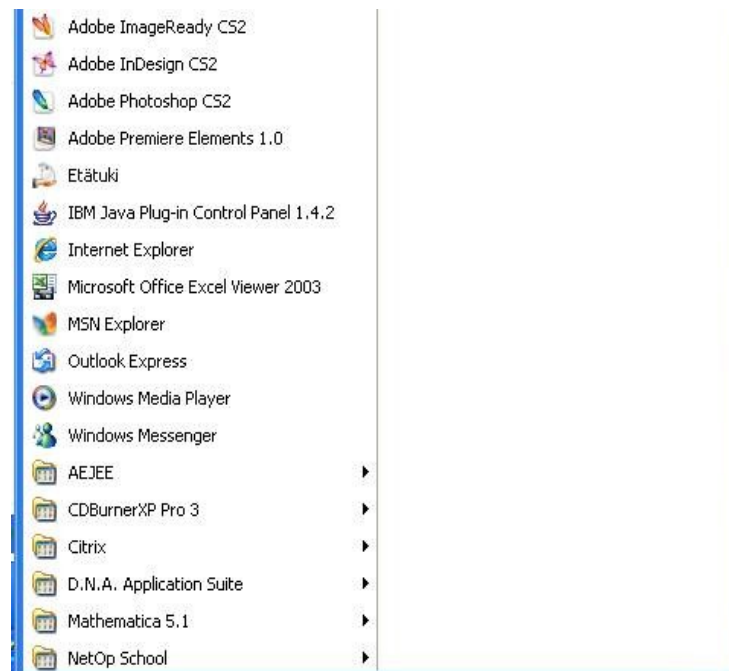 Adobe ImageReady CS2
Adobe InDesign CS2
Adobe Photoshop CS2
Adobe Premiere Elements 1.0
Etätuki
IBM Java Plug-in Control Panel 1.4.2
Internet Explorer
Microsoft Office Excel Viewer 2003
MSN Explorer
Outlook Express
Windows Media Player
Windows Messenger
AEJEE
CDBurnerXP Pro 3
Citrix
D.N.A. Application Suite
Mathematica 5.1
NetOp School